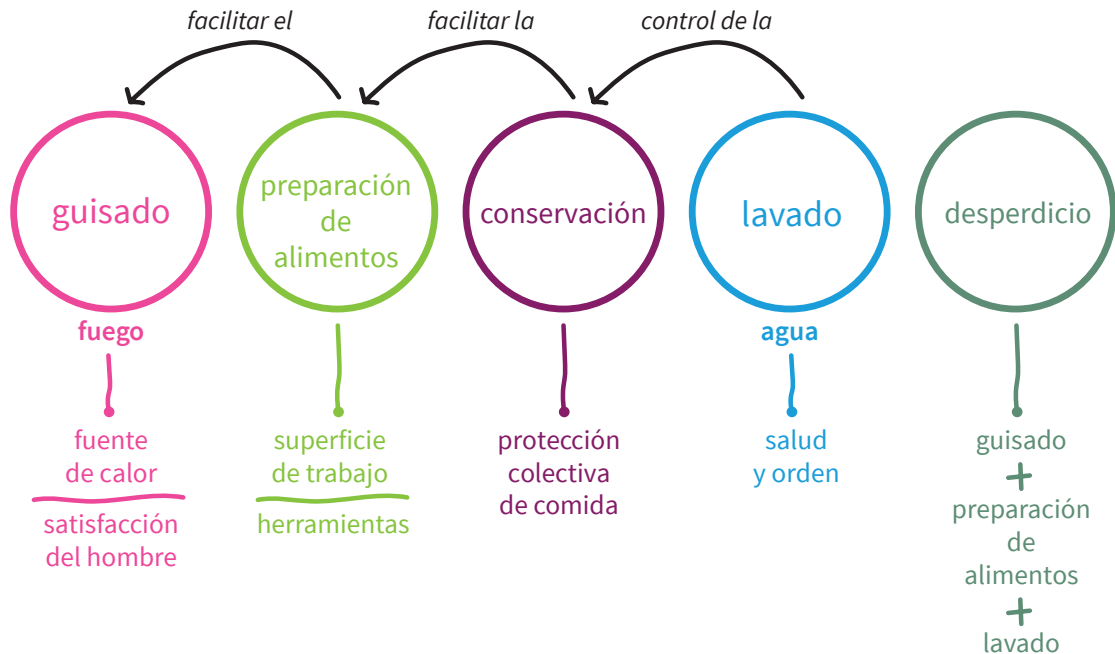 facilitar el
facilitar la
control de la
guisado
preparación
de
alimentos
conservación
lavado
desperdicio
fuego
agua
fuente
de calor
satisfacción
del hombre
superficie
de trabajo
herramientas
protección
colectiva
de comida
salud
y orden
guisado
+
preparación
de
alimentos
+
lavado